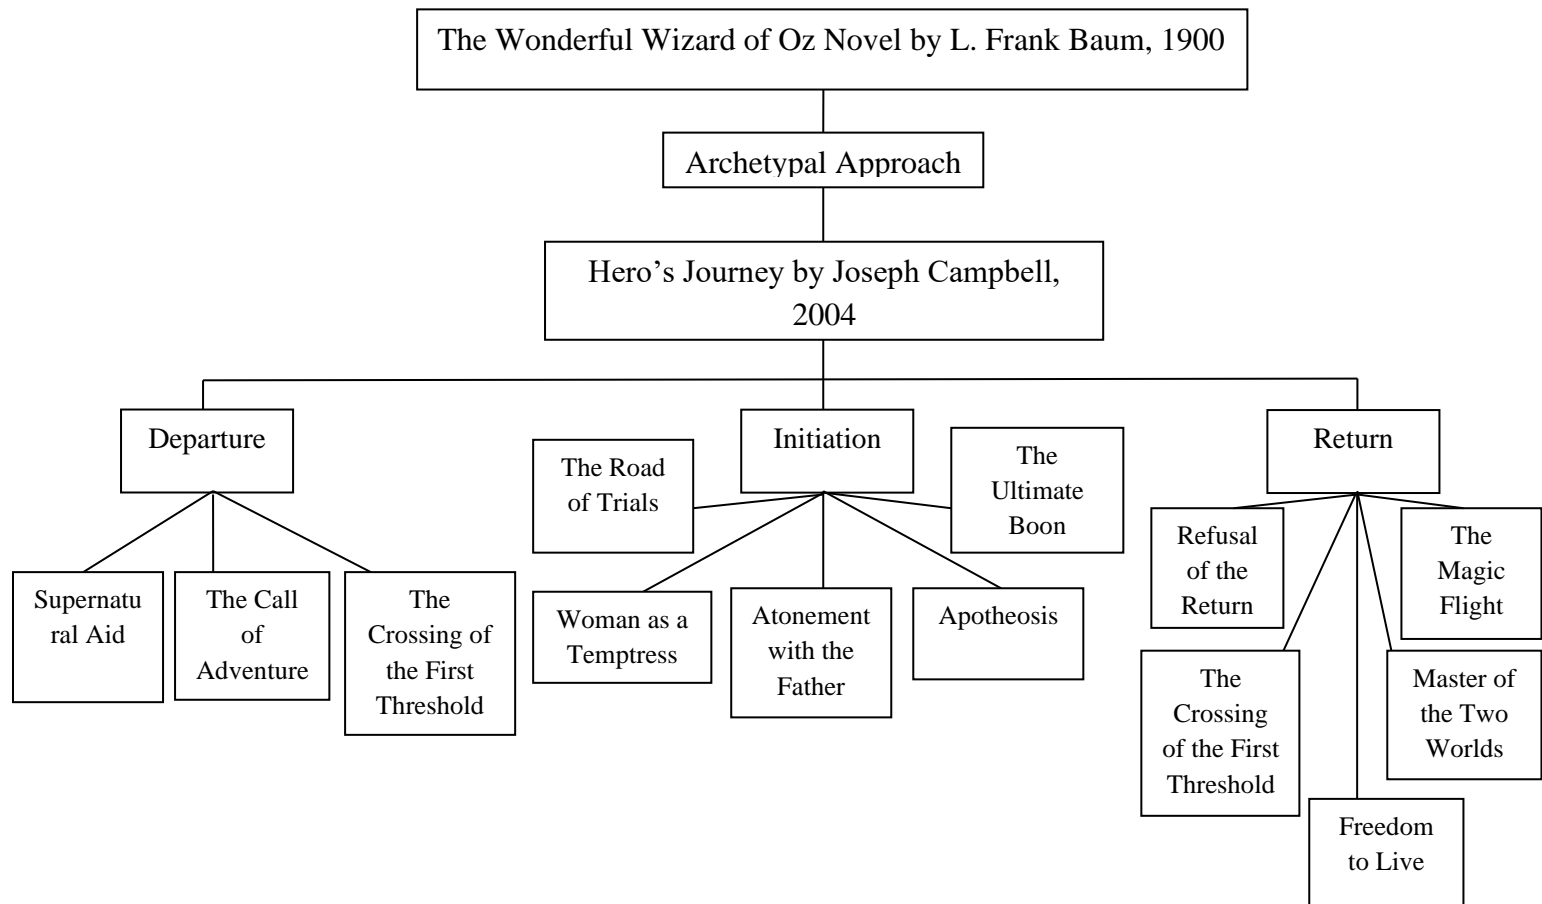 The Wonderful Wizard of Oz Novel by L. Frank Baum, 1900
Archetypal Approach
Hero’s Journey by Joseph Campbell,
2004
Departure
Supernatu
ral Aid
The Call
of
Adventure
The
Crossing of
the First
Threshold
Initiation
The Road
of Trials
Woman as a
Temptress
Atonement
with the
Father
Apotheosis
The
Ultimate
Boon
Return
Refusal
of the
Return
The
Crossing
of the First
Threshold
Freedom
to Live
Master of
the Two
Worlds
The
Magic
Flight